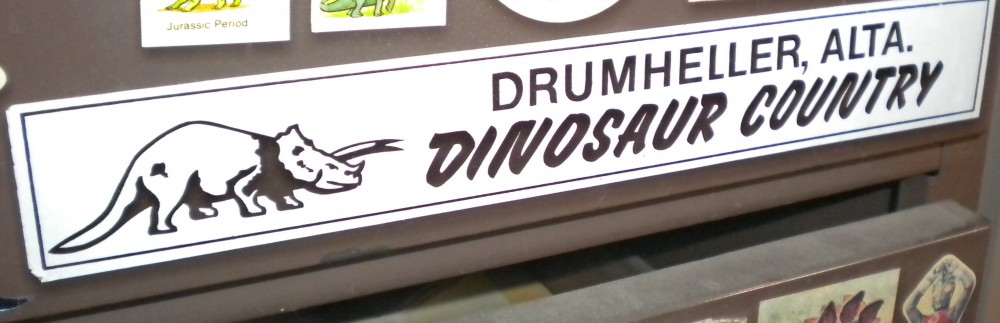 Jurassic Period
DRUMHELLER, ALTA.
DINOSAUR COUNTRY